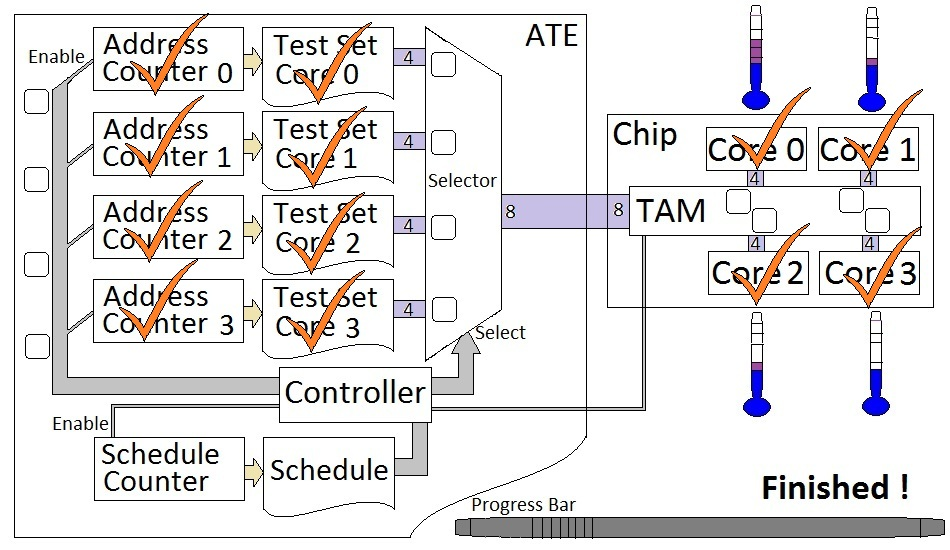 ATE
Enable
Address
Counter 0
Test Set
Core 0
4
Address
Counter 1
Test Set
Core 1
4
Selector
Address
Counter 2
Test Set
Core 2
4
Address
Counter 3
Test Set
Core 3
4
Select
8
8
Chip
Core 0
Core 1
4
4
TAM
4
4
Core 2
Core 3
Controller
Enable
Schedule
Counter
Schedule
Finished !
Progress Bar